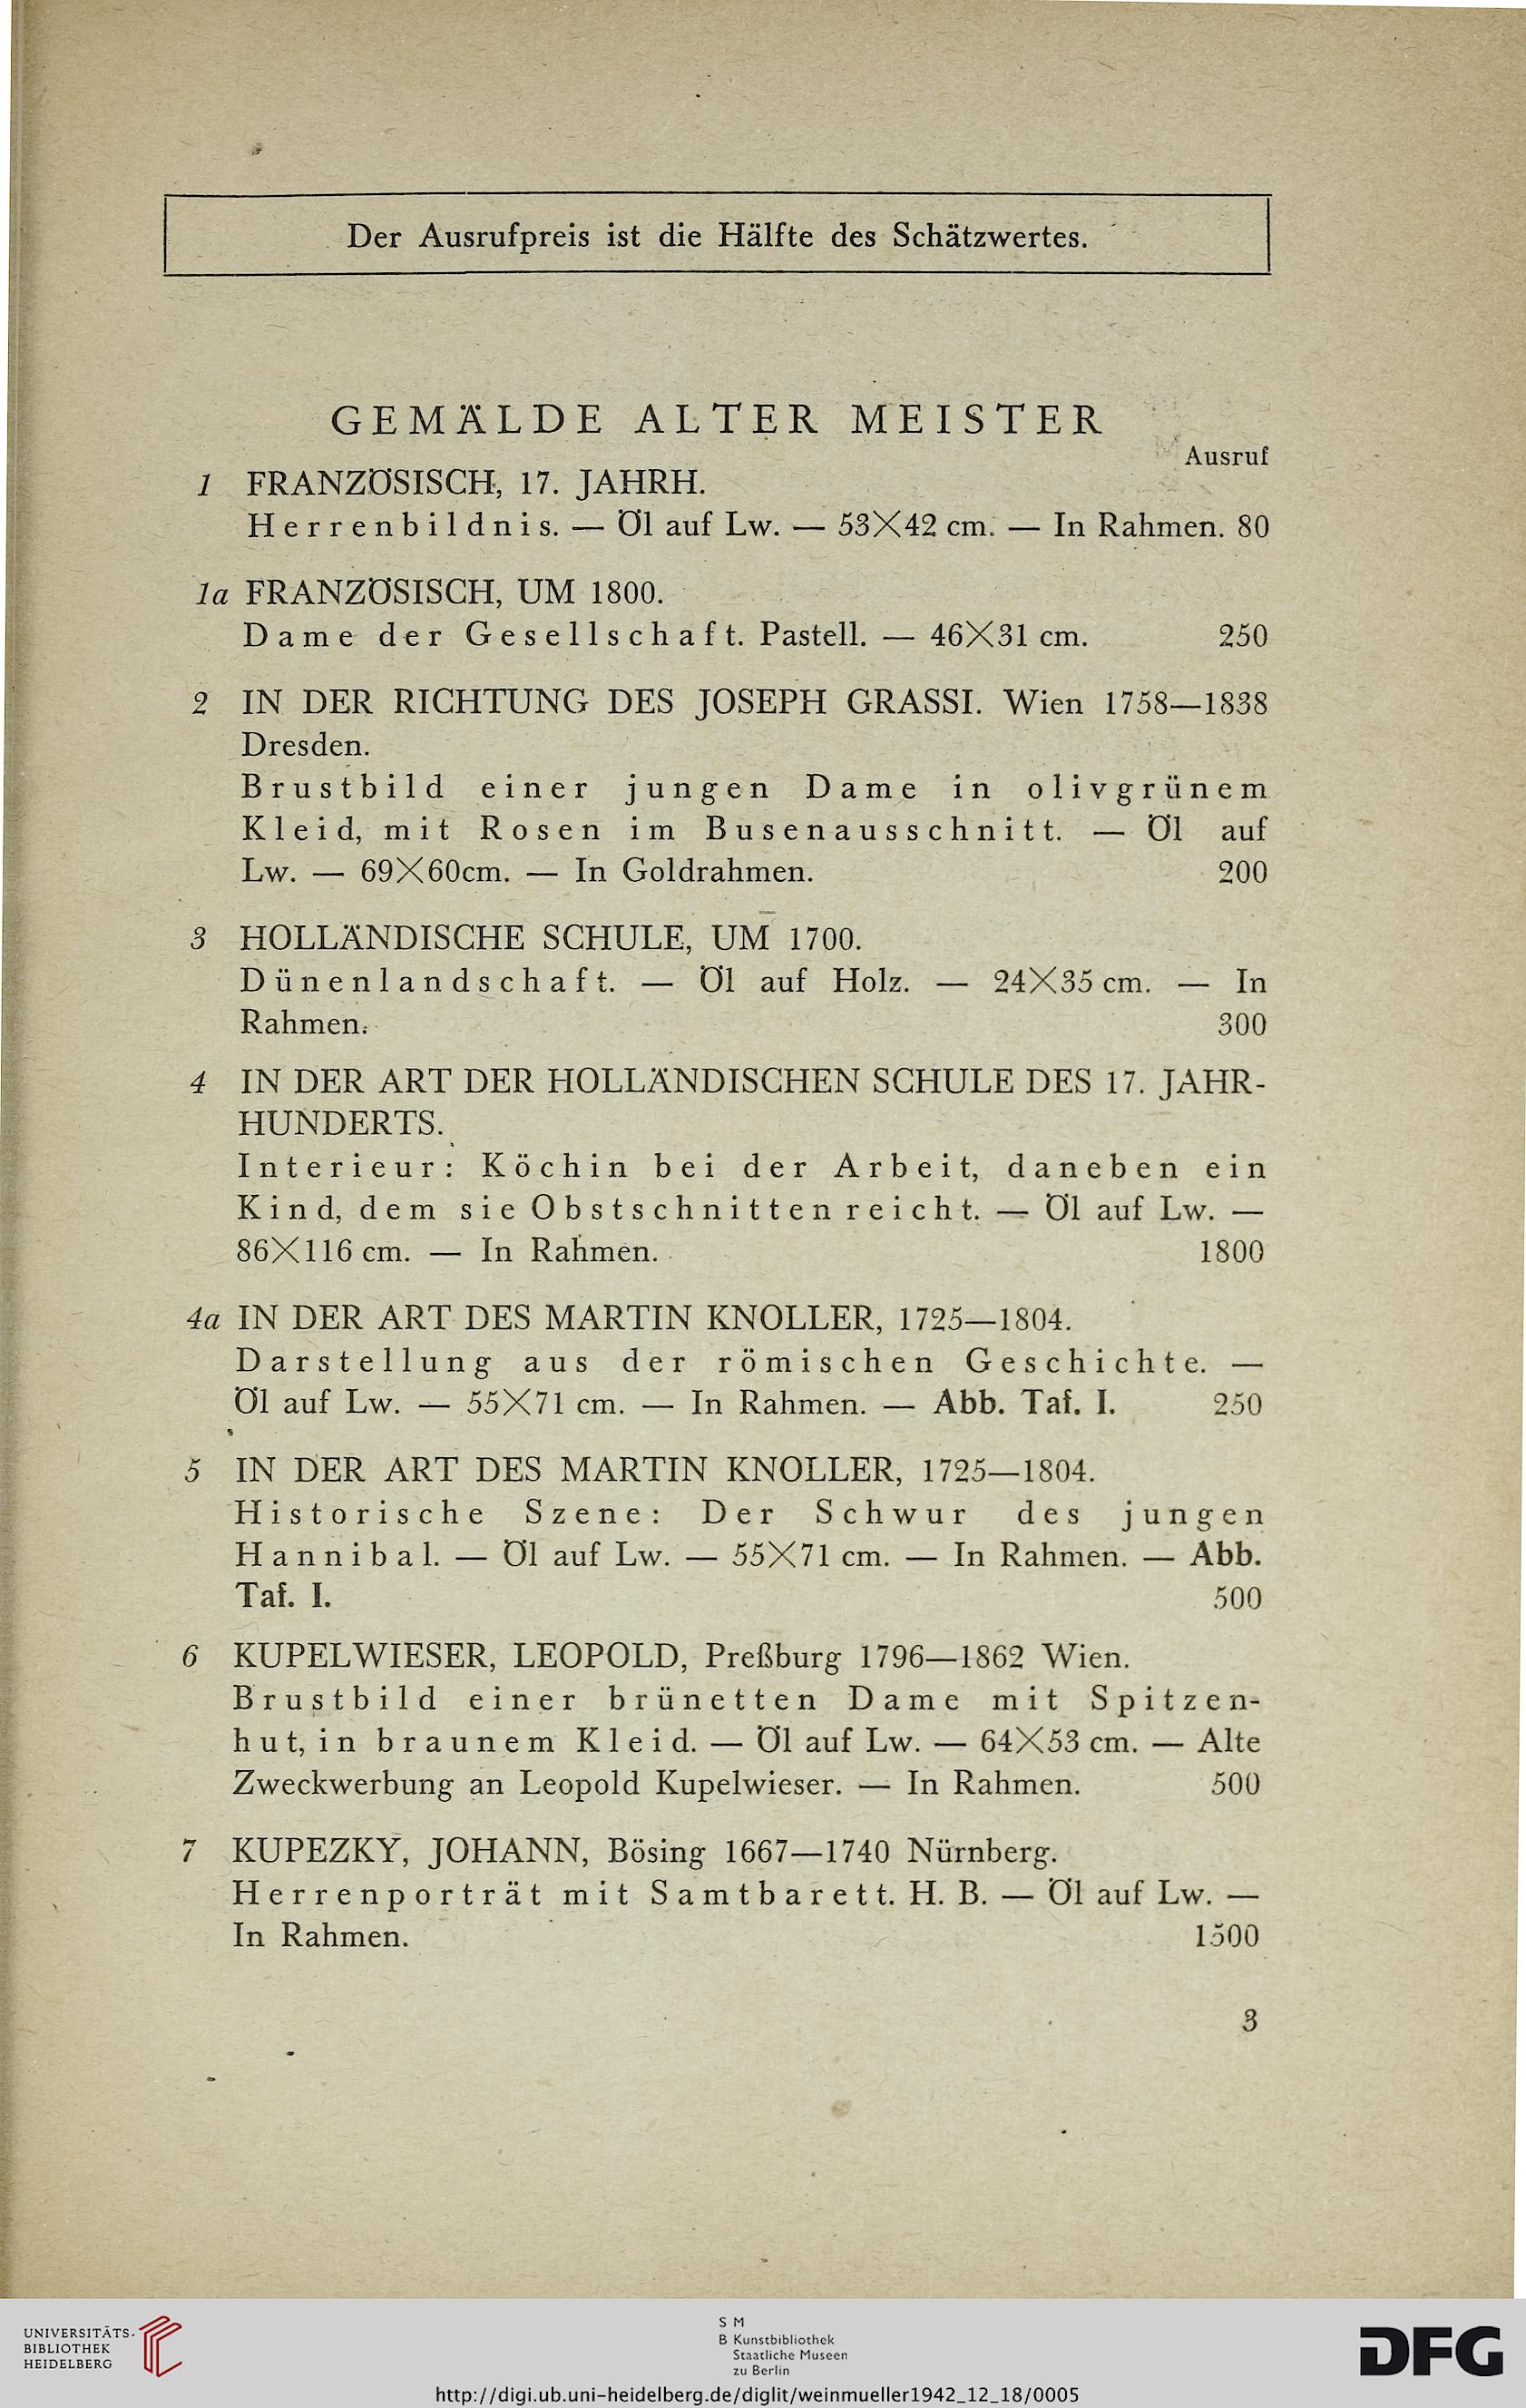 Der Ausrufpreis ist die Hälfte des Schätzwertes.
GEMÄLDE ALTER MEISTER
Ausruf
1 FRANZÖSISCH, 17. JAHRH.
Herrenbildnis. — Öl auf Lw. — 53×42 cm. — In Rahmen. 80
1a FRANZÖSISCH, UM 1800.
Dame der Gesellschaft. Pastell. — 46×31 cm. 250
2 IN DER RICHTUNG DES JOSEPH GRASSI. Wien 1758—1838
Dresden.
Brustbild einer jungen Dame in olivgrünem
Kleid, mit Rosen im Busenausschnitt. — Öl auf
Lw. — 69×60cm. — In Goldrahmen. 200
3 HOLLÄNDISCHE SCHULE, UM 1700.
Dünenlandschaft. — Öl auf Holz. — 24×35 cm. — In
Rahmen. 300
4 IN DER ART DER HOLLÄNDISCHEN SCHULE DES 17. JAHR-
HUNDERTS.
Interieur: Köchin bei der Arbeit, daneben ein
Kind, dem sie Obstschnitten reicht. — Öl auf Lw. —
86×116 cm. — In Rahmen. 1800
4a IN DER ART DES MARTIN KNOLLER, 1725—1804.
Darstellung aus der römischen Geschichte. —
Öl auf Lw. — 55×71 cm. — In Rahmen. — Abb. Taf. I. 250
5 IN DER ART DES MARTIN KNOLLER, 1725—1804.
Historische Szene: Der Schwur des jungen
Hannibal. — Öl auf Lw. — 55×71 cm. — In Rahmen. — Abb.
Taf. I. 500
6 KUPELWIESER, LEOPOLD, Preßburg 1796—1862 Wien.
Brustbild einer brünetten Dame mit Spitzen-
hut, in braunem Kleid. — Öl auf Lw. — 64×53 cm. — Alte
Zweckwerbung an Leopold Kupelwieser. — In Rahmen. 500
7 KUPEZKY, JOHANN, Bösing 1667—1740 Nürnberg.
Herrenporträt mit Samtbarett. H. B. — Öl auf Lw. —
In Rahmen. 1500
3
UNIVERSITÄTS-
BIBLIOTHEK
HEIDELBERG
S M
B Kunstbibliothek
Staatliche Museen
zu Berlin
DFG
http://digi.ub.uni-heidelberg.de/diglit/weinmueller1942_12_18/0005